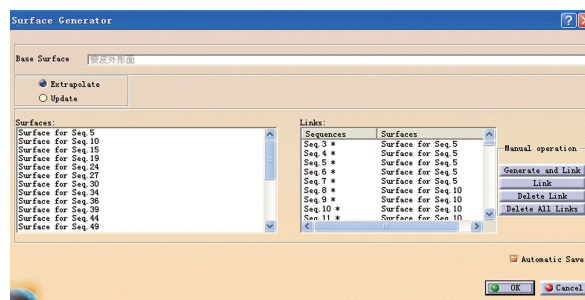 Surface Generator
Base Surface 蒙皮外形面
Extrapolate
Update
Surfaces:
Surface for Seq.5
Surface for Seq.10
Surface for Seq.15
Surface for Seq.19
Surface for Seq.24
Surface for Seq.27
Surface for Seq.30
Surface for Seq.34
Surface for Seq.36
Surface for Seq.39
Surface for Seq.44
Surface for Seq.49
Links:
Sequences Surfaces
Seq.3 * Surface for Seq.5
Seq.4 * Surface for Seq.5
Seq.5 * Surface for Seq.5
Seq.6 * Surface for Seq.5
Seq.7 * Surface for Seq.5
Seq.8 * Surface for Seq.10
Seq.9 * Surface for Seq.10
Seq.10 * Surface for Seq.10
Seq.11 * Surface for Seq.10
Manual operation
Generate and Link
Link
Delete Link
Delete All Links
Automatic Save
OK Cancel